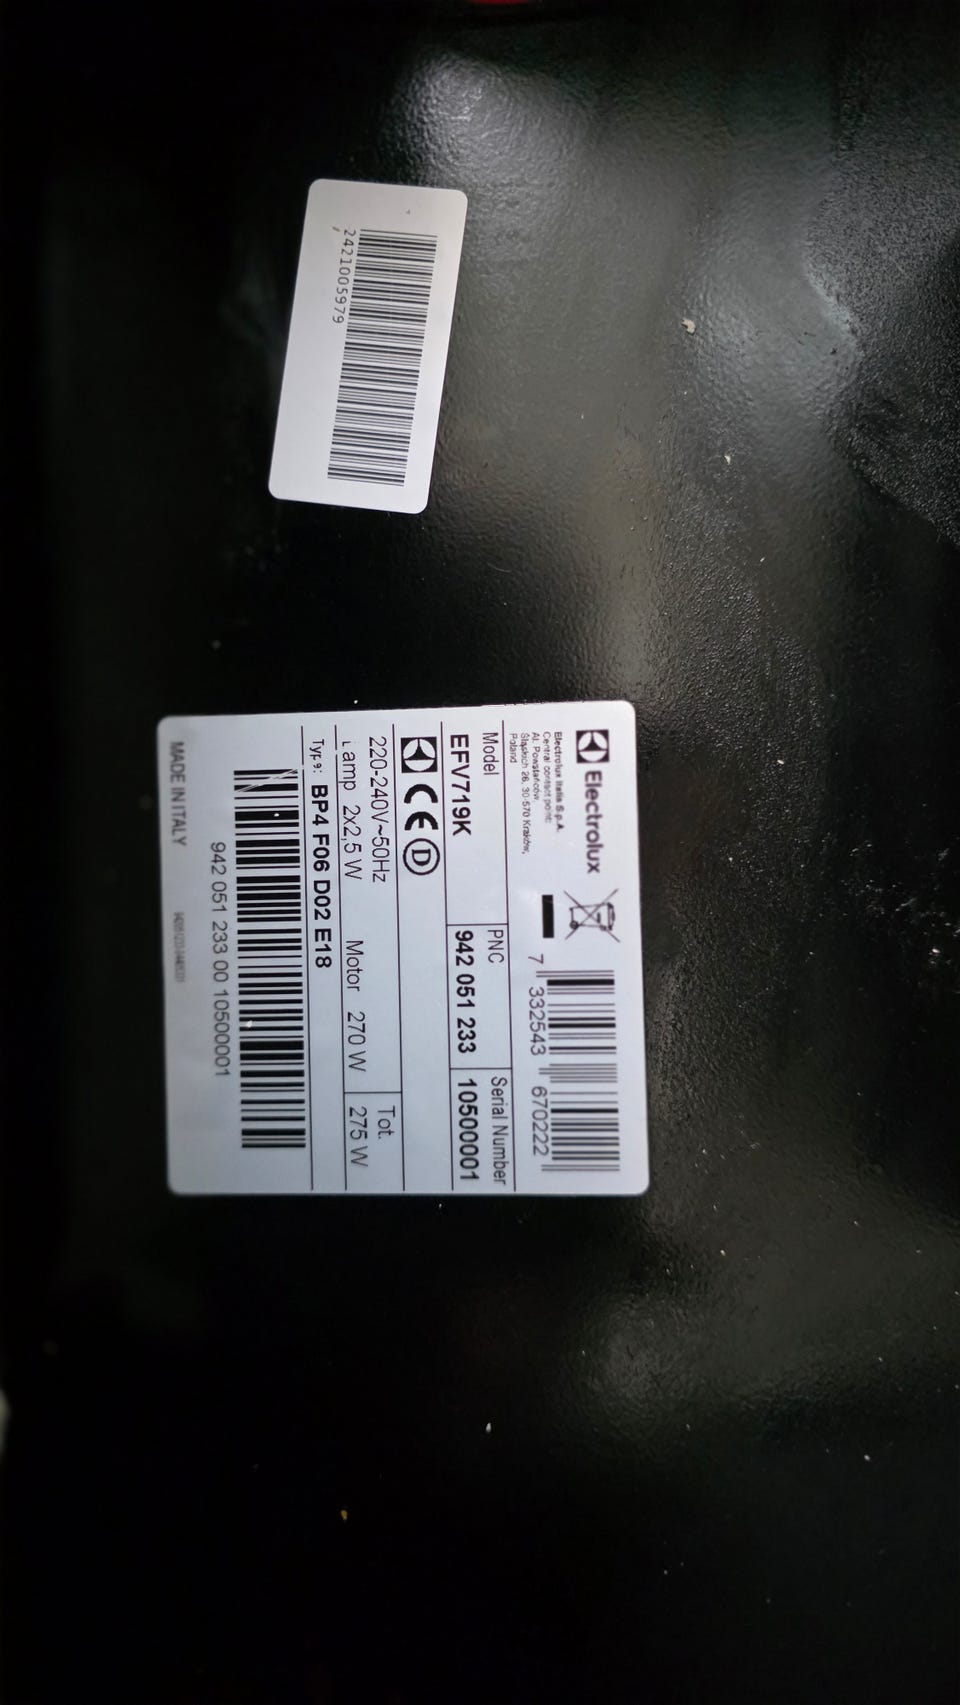 2421005979
Electrolux
Electrolux Italia S.p.A.
Central contact point:
Al. Powstańców
Śląskich 26, 30-570 Kraków,
Poland
7 332543 670222
Model
PNC
Serial Number
EFV719K
942 051 233
10500001
CE D
220-240V~50Hz
Tot.
Lamp 2x2,5 W
Motor 270 W
275 W
Type: BP4 F06 D02 E18
942 051 233 00 10500001
MADE IN ITALY